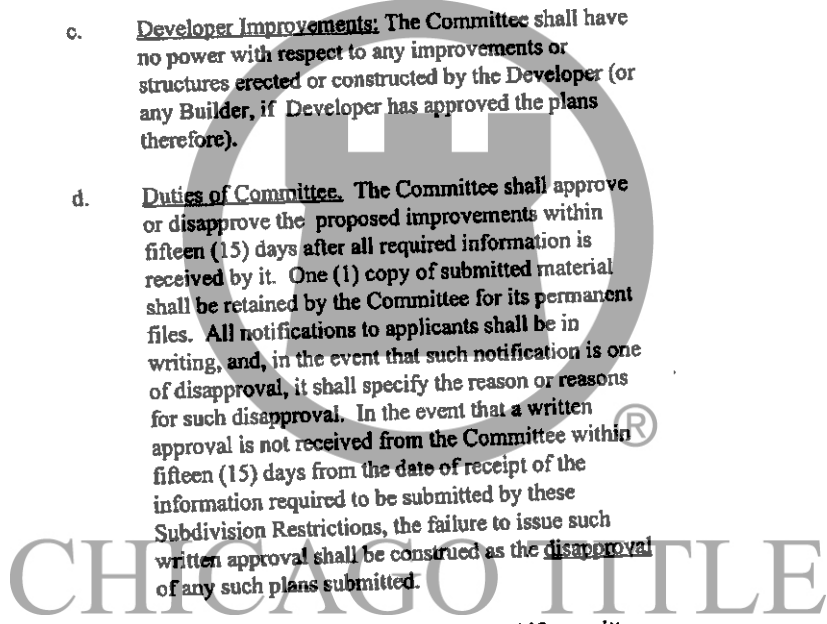 c. Developer Improvements: The Committee shall have
no power with respect to any improvements or
structures erected or constructed by the Developer (or
any Builder, if Developer has approved the plans
therefore).
d. Duties of Committee. The Committee shall approve
or disapprove the proposed improvements within
fifteen (15) days after all required information is
received by it. One (1) copy of submitted material
shall be retained by the Committee for its permanent
files. All notifications to applicants shall be in
writing, and, in the event that such notification is one
of disapproval, it shall specify the reason or reasons
for such disapproval. In the event that a written
approval is not received from the Committee within
®
fifteen (15) days from the date of receipt of the
information required to be submitted by these
Subdivision Restrictions, the failure to issue such
written approval shall be construed as the disapproval
of any such plans submitted.
CHICAGO TITLE